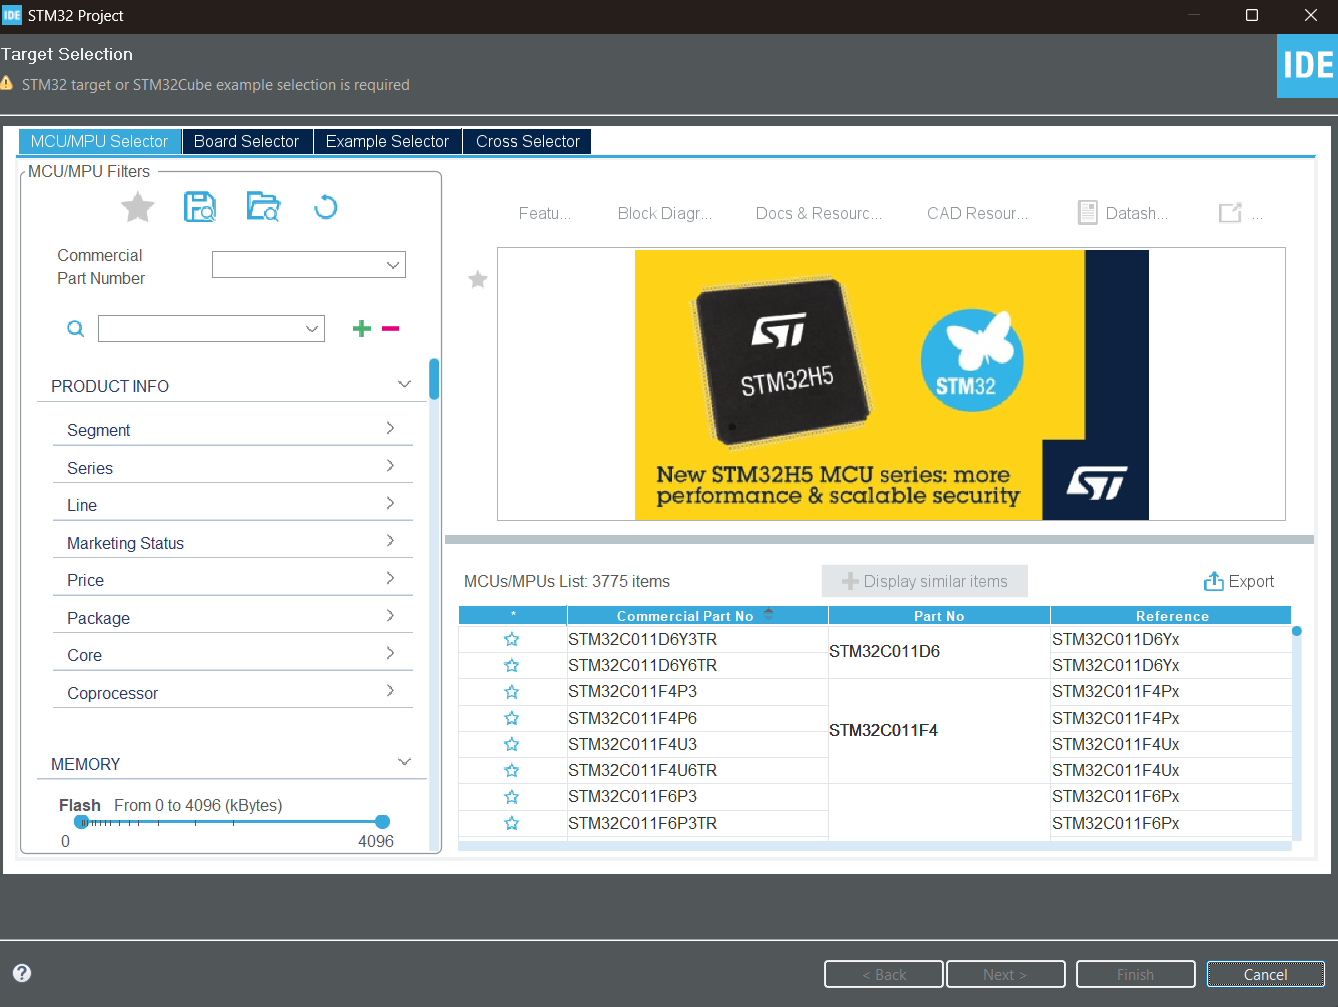 IDE STM32 Project
Target Selection
STM32 target or STM32Cube example selection is required
IDE
MCU/MPU Selector Board Selector Example Selector Cross Selector
MCU/MPU Filters
Commercial
Part Number
PRODUCT INFO
Segment
Series
Line
Marketing Status
Price
Package
Core
Coprocessor
MEMORY
Flash From 0 to 4096 (kBytes)
0 4096
Featu... Block Diagr... Docs & Resourc... CAD Resour... Datash... ...
ST
STM32H5
STM32
New STM32H5 MCU series: more
performance & scalable security
ST
MCUs/MPUs List: 3775 items Display similar items Export
* Commercial Part No Part No Reference
STM32C011D6Y3TR STM32C011D6 STM32C011D6Yx
STM32C011D6Y6TR STM32C011D6Yx
STM32C011F4P3 STM32C011F4 STM32C011F4Px
STM32C011F4P6 STM32C011F4Px
STM32C011F4U3 STM32C011F4Ux
STM32C011F4U6TR STM32C011F4Ux
STM32C011F6P3 STM32C011F6Px
STM32C011F6P3TR STM32C011F6Px
? < Back Next > Finish Cancel